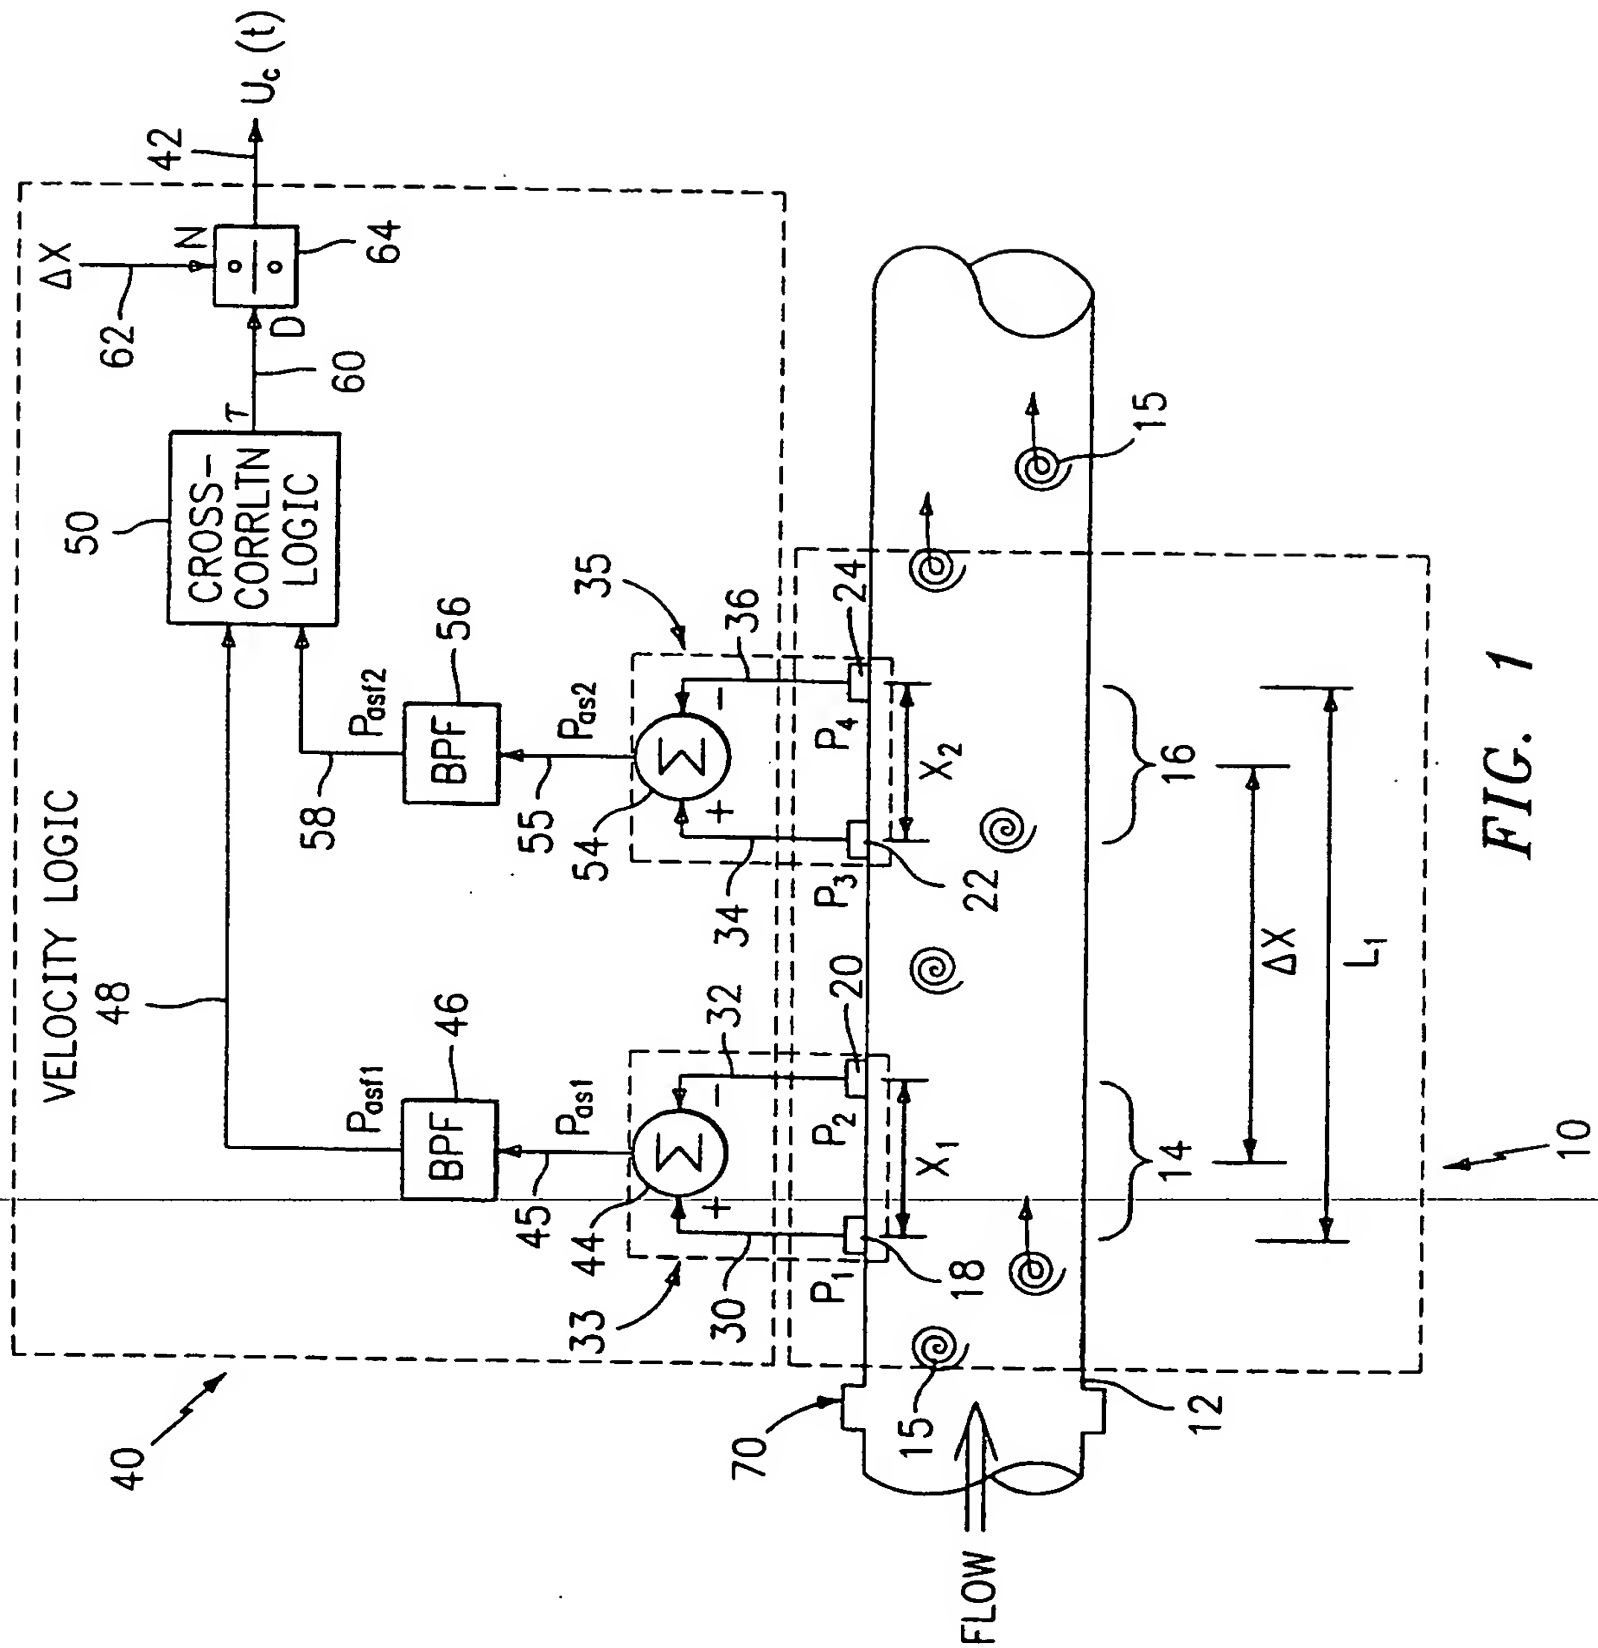 VELOCITY LOGIC
40
48
50
CROSS-
CORRLTN
LOGIC
τ
60
ΔX
62
N
D
64
42
Uc (t)
Pasf1
BPF
46
Pasf2
58
BPF
56
45
Pas1
55
Pas2
44
Σ
+
-
33
30
32
54
Σ
+
-
35
34
36
P1
18
P2
20
X1
P3
22
P4
24
X2
70
15
15
FLOW
12
14
16
ΔX
L1
10
FIG. 1